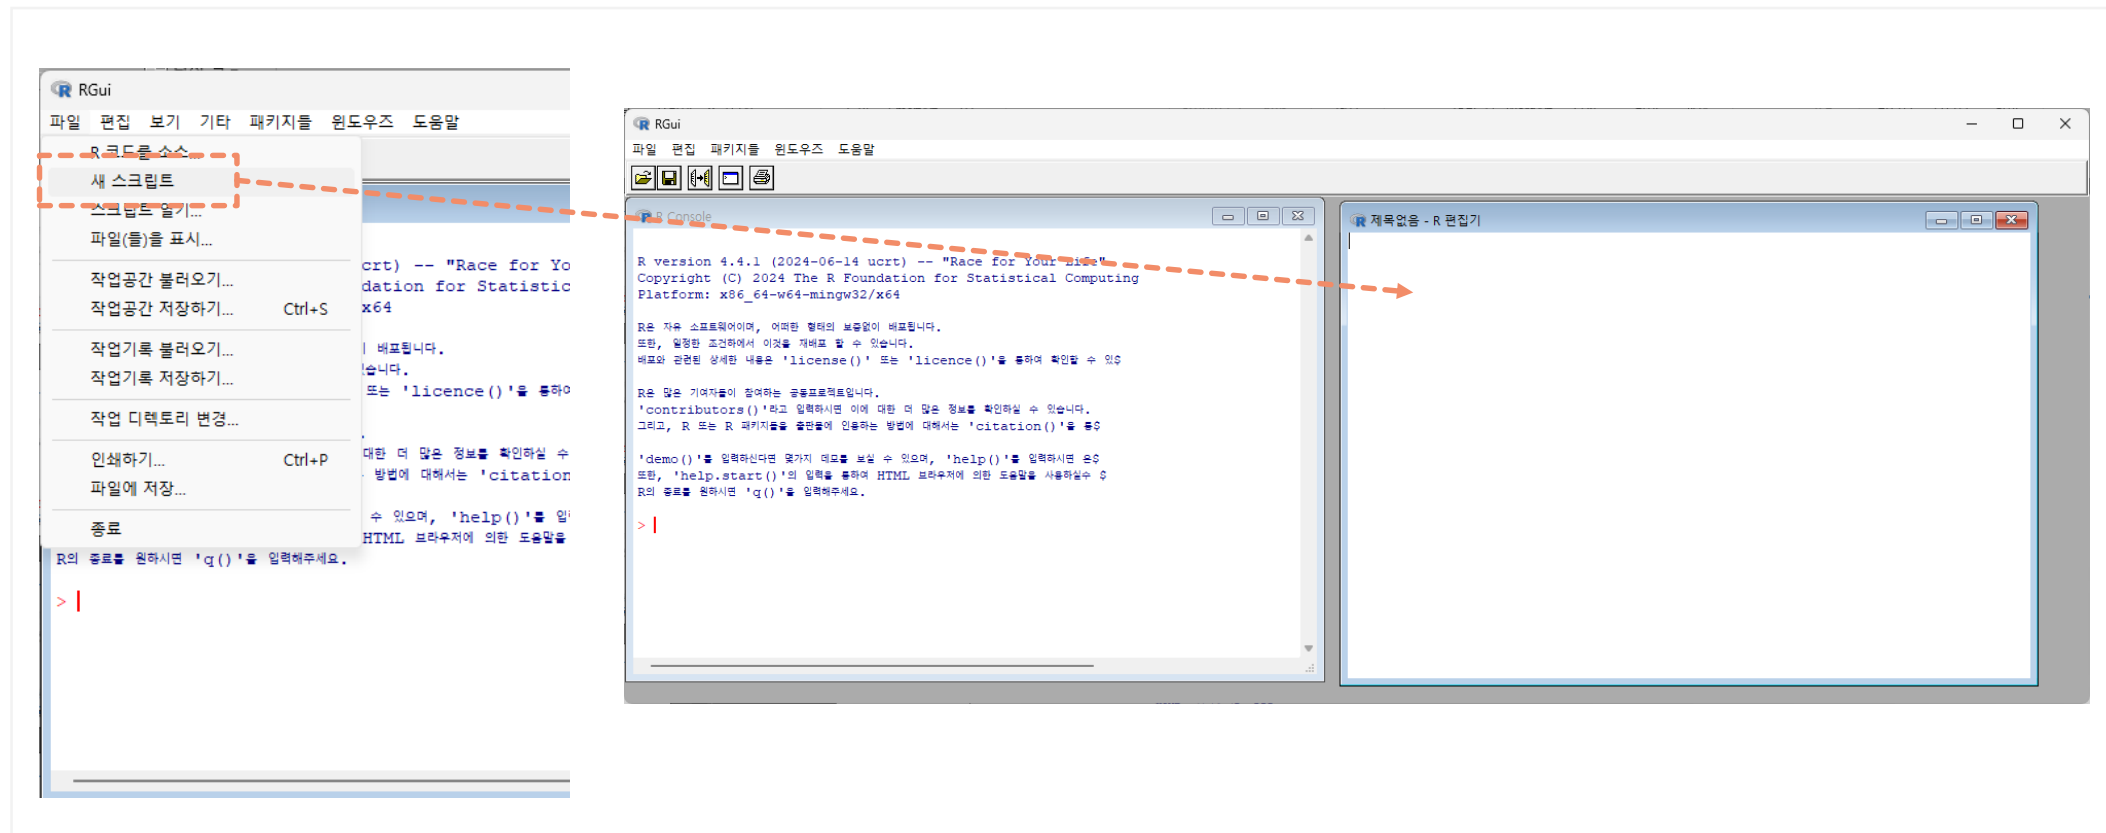 RGui
파일 편집 보기 기타 패키지들 윈도우즈 도움말
R 코드를 소스...
새 스크립트
스크립트 열기...
파일(들)을 표시...
작업공간 불러오기...
작업공간 저장하기... Ctrl+S
작업기록 불러오기...
작업기록 저장하기...
작업 디렉토리 변경...
인쇄하기... Ctrl+P
파일에 저장...
종료
crt) -- "Race for Yo
dation for Statistic
x64
배포됩니다.
습니다.
또는 'licence()'을 통하여
대한 더 많은 정보를 확인하실 수
방법에 대해서는 'citation
수 있으며, 'help()'를 입
HTML 브라우저에 의한 도움말을
R의 종료를 원하시면 'q()'을 입력해주세요.
>
RGui
파일 편집 패키지들 윈도우즈 도움말
R Console
R version 4.4.1 (2024-06-14 ucrt) -- "Race for Your Life"
Copyright (C) 2024 The R Foundation for Statistical Computing
Platform: x86_64-w64-mingw32/x64
R은 자유 소프트웨어이며, 어떠한 형태의 보증없이 배포됩니다.
또한, 일정한 조건하에서 이것을 재배포 할 수 있습니다.
배포와 관련된 상세한 내용은 'license()' 또는 'licence()'을 통하여 확인할 수 있$
R은 많은 기여자들이 참여하는 공동프로젝트입니다.
'contributors()'라고 입력하시면 이에 대한 더 많은 정보를 확인하실 수 있습니다.
그리고, R 또는 R 패키지들을 출판물에 인용하는 방법에 대해서는 'citation()'을 통$
'demo()'를 입력하신다면 몇가지 데모를 보실 수 있으며, 'help()'를 입력하시면 온$
또한, 'help.start()'의 입력을 통하여 HTML 브라우저에 의한 도움말을 사용하실수 $
R의 종료를 원하시면 'q()'을 입력해주세요.
>
제목없음 - R 편집기